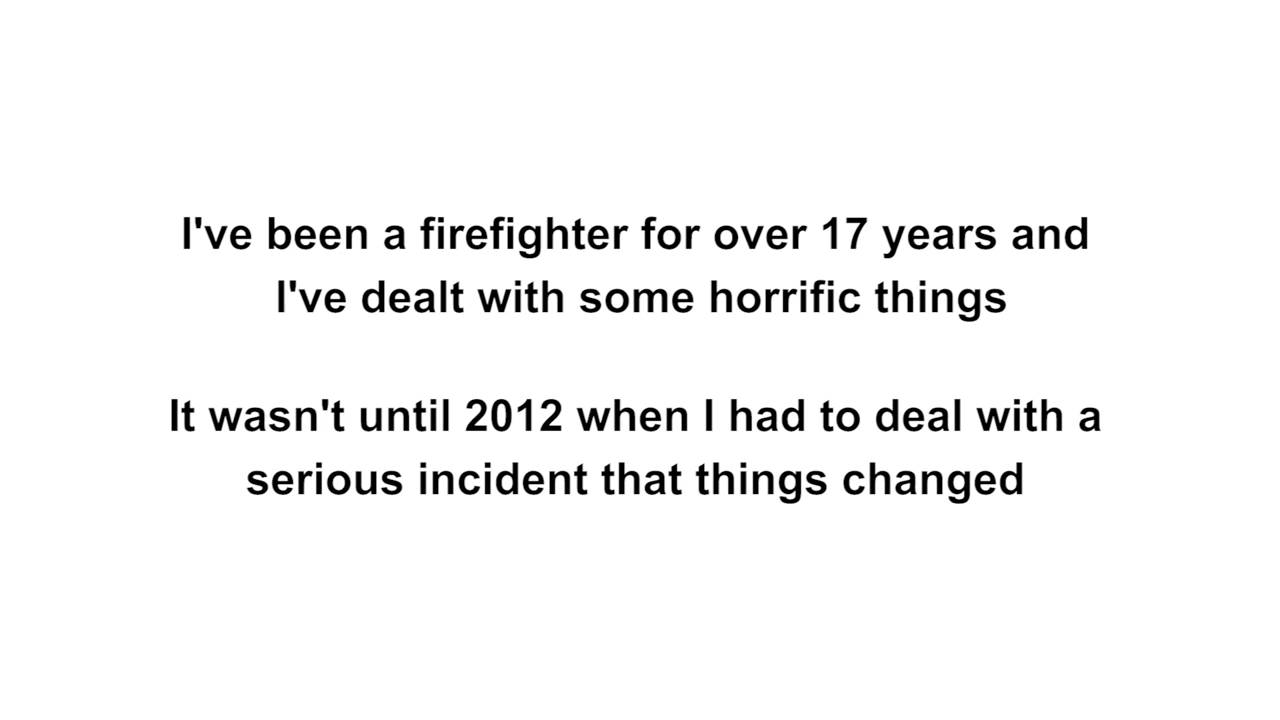 I've been a firefighter for over 17 years and
I've dealt with some horrific things
It wasn't until 2012 when I had to deal with a
serious incident that things changed